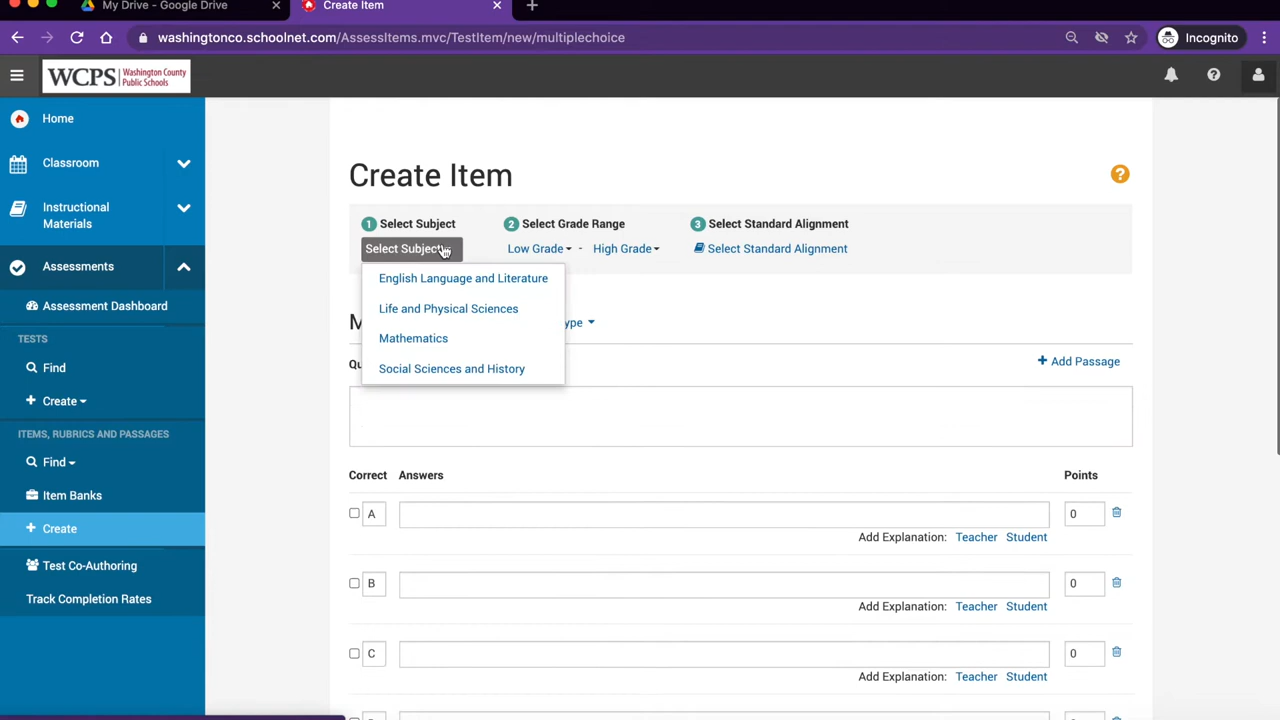 My Drive - Google Drive
Create Item
washingtonco.schoolnet.com/AssessItems.mvc/TestItem/new/multiplechoice
Incognito
WCPS Washington County Public Schools
Home
Classroom
Instructional Materials
Assessments
Assessment Dashboard
TESTS
Find
Create
ITEMS, RUBRICS AND PASSAGES
Find
Item Banks
Create
Test Co-Authoring
Track Completion Rates
Create Item
?
1 Select Subject
2 Select Grade Range
3 Select Standard Alignment
Select Subject
Low Grade - High Grade
Select Standard Alignment
English Language and Literature
Life and Physical Sciences
Mathematics
Social Sciences and History
+ Add Passage
Correct Answers Points
A 0
Add Explanation: Teacher Student
B 0
Add Explanation: Teacher Student
C 0
Add Explanation: Teacher Student